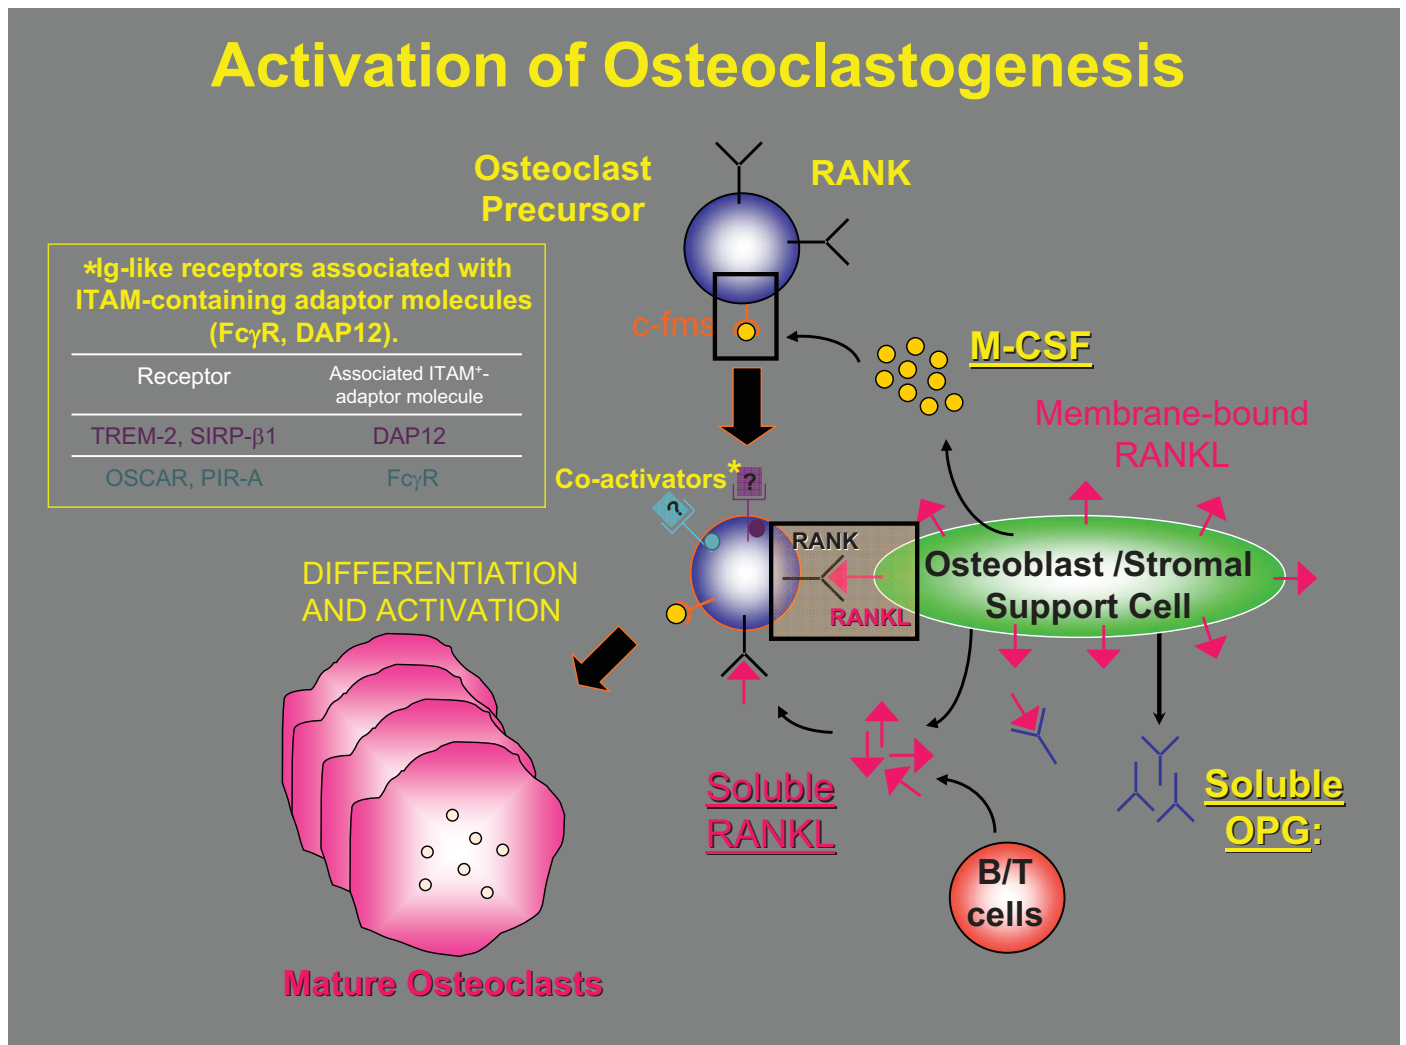 Activation of Osteoclastogenesis
Osteoclast
Precursor
RANK
*Ig-like receptors associated with
ITAM-containing adaptor molecules
(FcγR, DAP12).
Receptor
Associated ITAM⁺-
adaptor molecule
TREM-2, SIRP-β1
DAP12
OSCAR, PIR-A
FcγR
c-fms
M-CSF
Membrane-bound
RANKL
Co-activators*
?
?
RANK
RANKL
Osteoblast /Stromal
Support Cell
DIFFERENTIATION
AND ACTIVATION
Soluble
RANKL
Soluble
OPG:
B/T
cells
Mature Osteoclasts